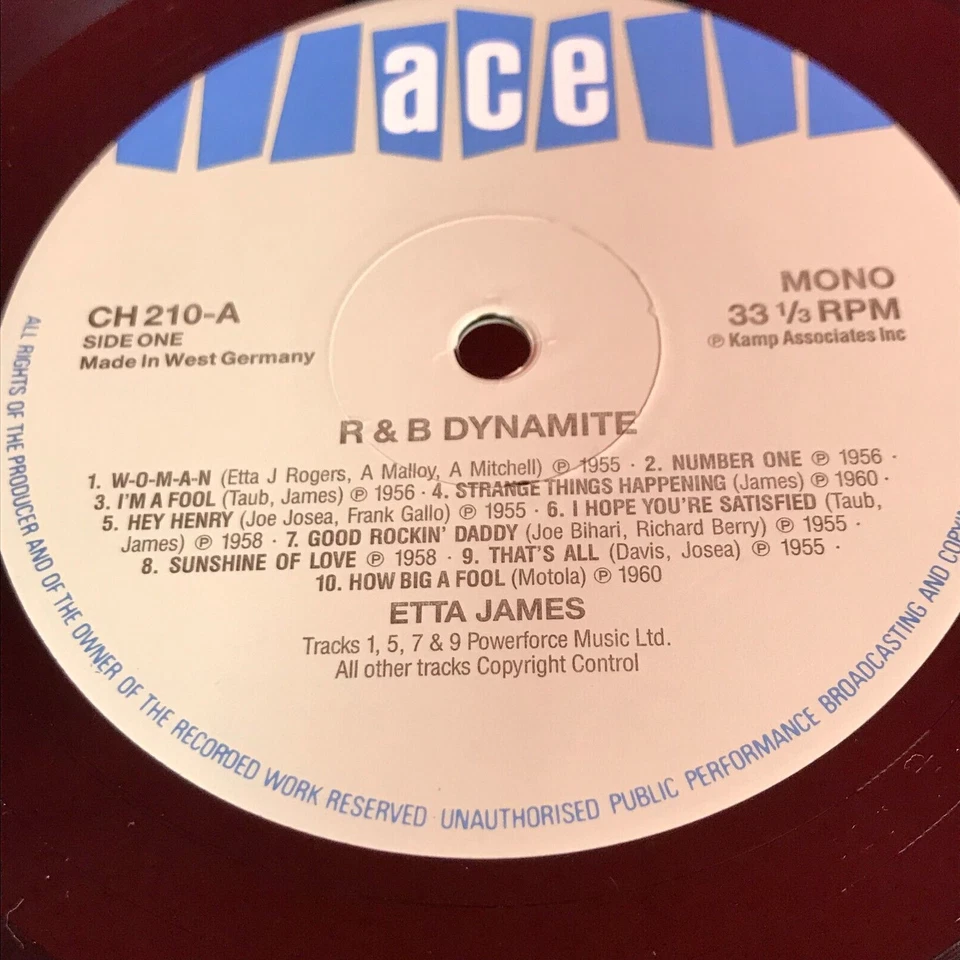 ace
CH 210-A
SIDE ONE
Made In West Germany
MONO
33 1/3 RPM
℗ Kamp Associates Inc
R & B DYNAMITE
1. W-O-M-A-N (Etta J Rogers, A Malloy, A Mitchell) ℗ 1955 · 2. NUMBER ONE ℗ 1956 ·
3. I'M A FOOL (Taub, James) ℗ 1956 · 4. STRANGE THINGS HAPPENING (James) ℗ 1960 ·
5. HEY HENRY (Joe Josea, Frank Gallo) ℗ 1955 · 6. I HOPE YOU'RE SATISFIED (Taub,
James) ℗ 1958 · 7. GOOD ROCKIN' DADDY (Joe Bihari, Richard Berry) ℗ 1955 ·
8. SUNSHINE OF LOVE ℗ 1958 · 9. THAT'S ALL (Davis, Josea) ℗ 1955 ·
10. HOW BIG A FOOL (Motola) ℗ 1960
ETTA JAMES
Tracks 1, 5, 7 & 9 Powerforce Music Ltd.
All other tracks Copyright Control
ALL RIGHTS OF THE PRODUCER AND OF THE OWNER OF THE RECORDED WORK RESERVED · UNAUTHORISED PUBLIC PERFORMANCE BROADCASTING AND